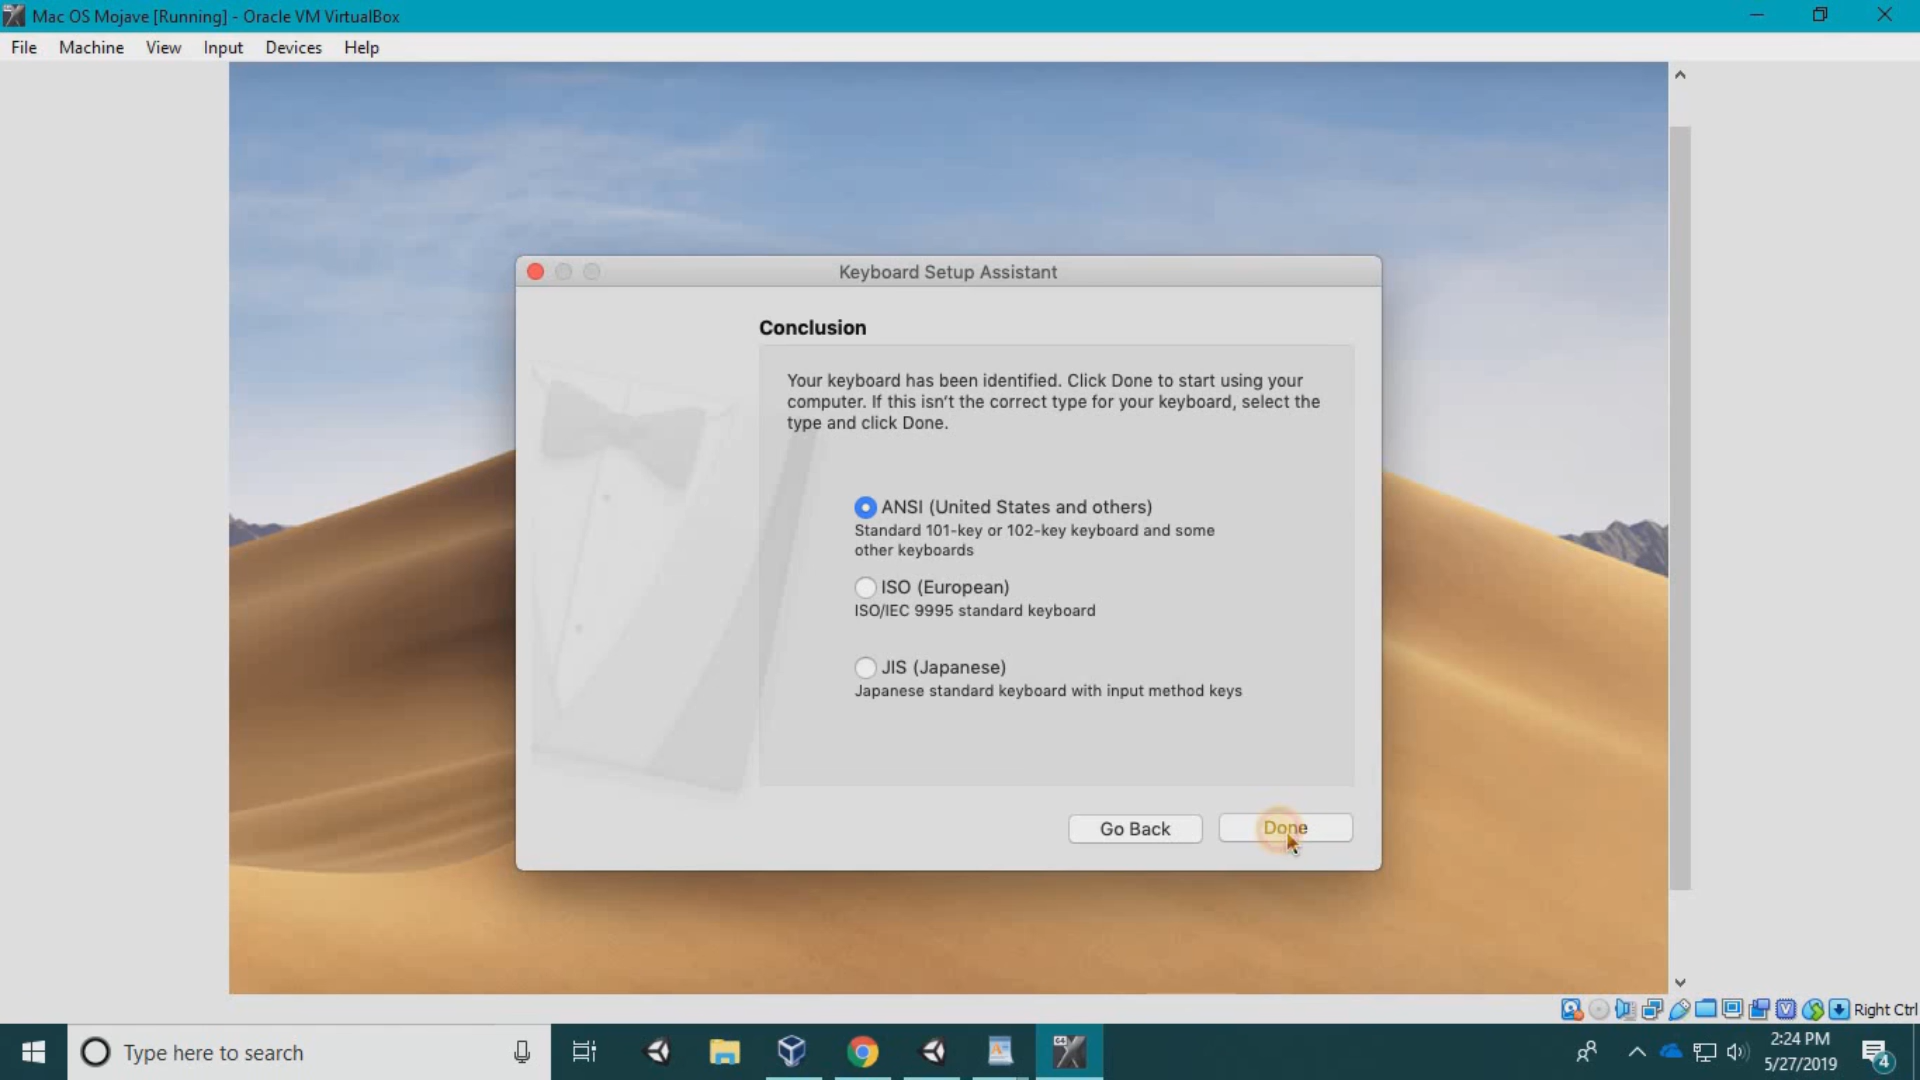 Mac OS Mojave [Running] - Oracle VM VirtualBox
File Machine View Input Devices Help
Keyboard Setup Assistant
Conclusion
Your keyboard has been identified. Click Done to start using your
computer. If this isn't the correct type for your keyboard, select the
type and click Done.
ANSI (United States and others)
Standard 101-key or 102-key keyboard and some
other keyboards
ISO (European)
ISO/IEC 9995 standard keyboard
JIS (Japanese)
Japanese standard keyboard with input method keys
Go Back
Done
Right Ctrl
Type here to search
2:24 PM
5/27/2019
4